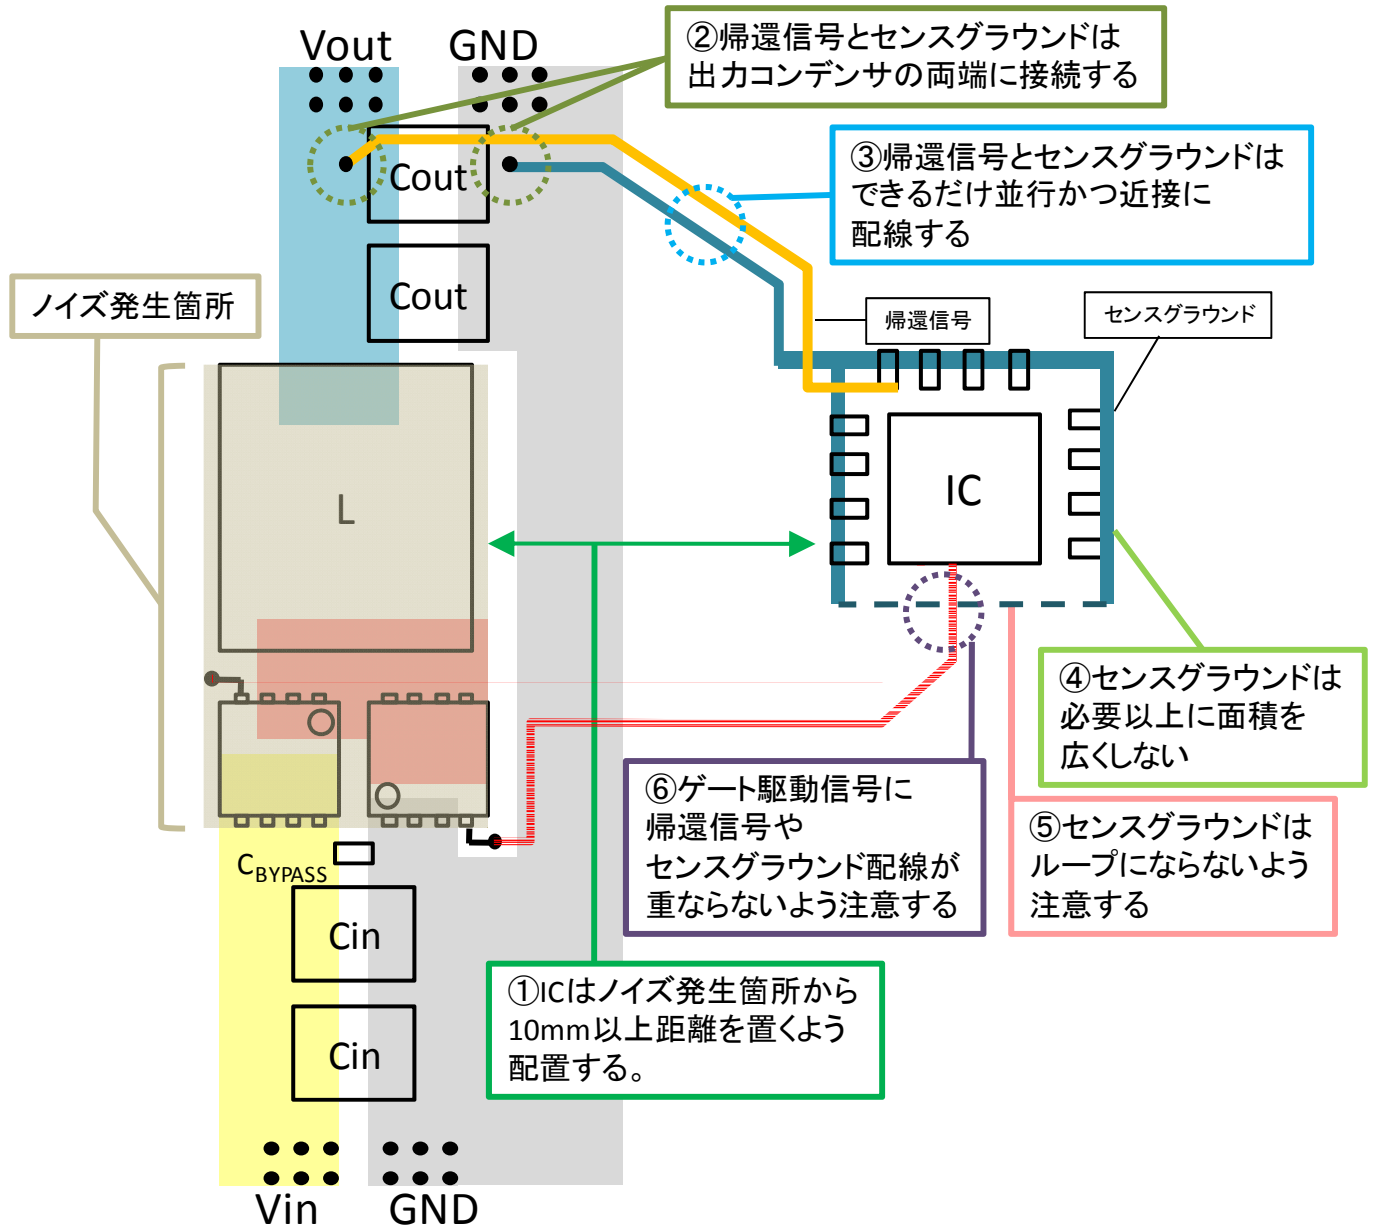 Vout
GND
②帰還信号とセンスグラウンドは
出力コンデンサの両端に接続する
Cout
③帰還信号とセンスグラウンドは
できるだけ並行かつ近接に
配線する
Cout
ノイズ発生箇所
帰還信号
センスグラウンド
L
IC
④センスグラウンドは
必要以上に面積を
広くしない
⑥ゲート駆動信号に
帰還信号や
センスグラウンド配線が
重ならないよう注意する
⑤センスグラウンドは
ループにならないよう
注意する
CBYPASS
Cin
①ICはノイズ発生箇所から
10mm以上距離を置くよう
配置する。
Cin
Vin
GND